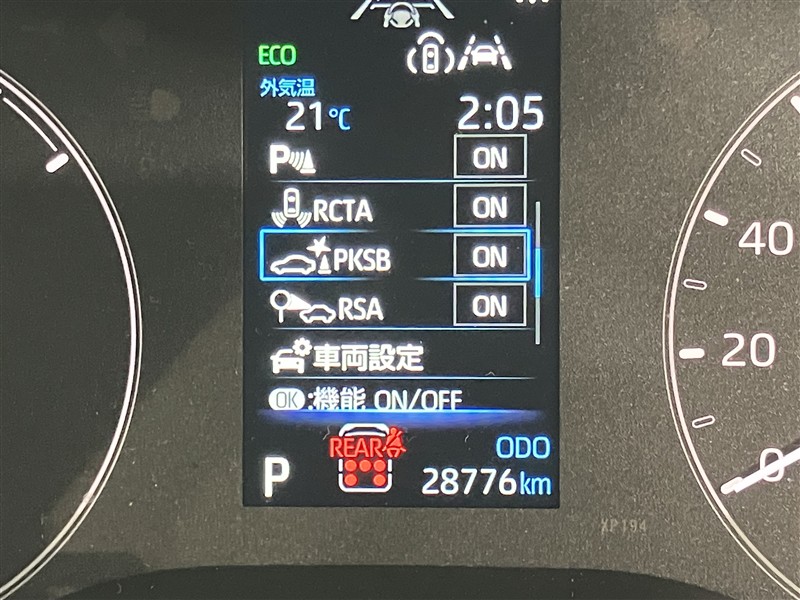 ECO
外気温
21℃ 2:05
P ON
RCTA ON
PKSB ON
RSA ON
車両設定
OK:機能 ON/OFF
REAR
ODO
P 28776km
40
20
0
XP194